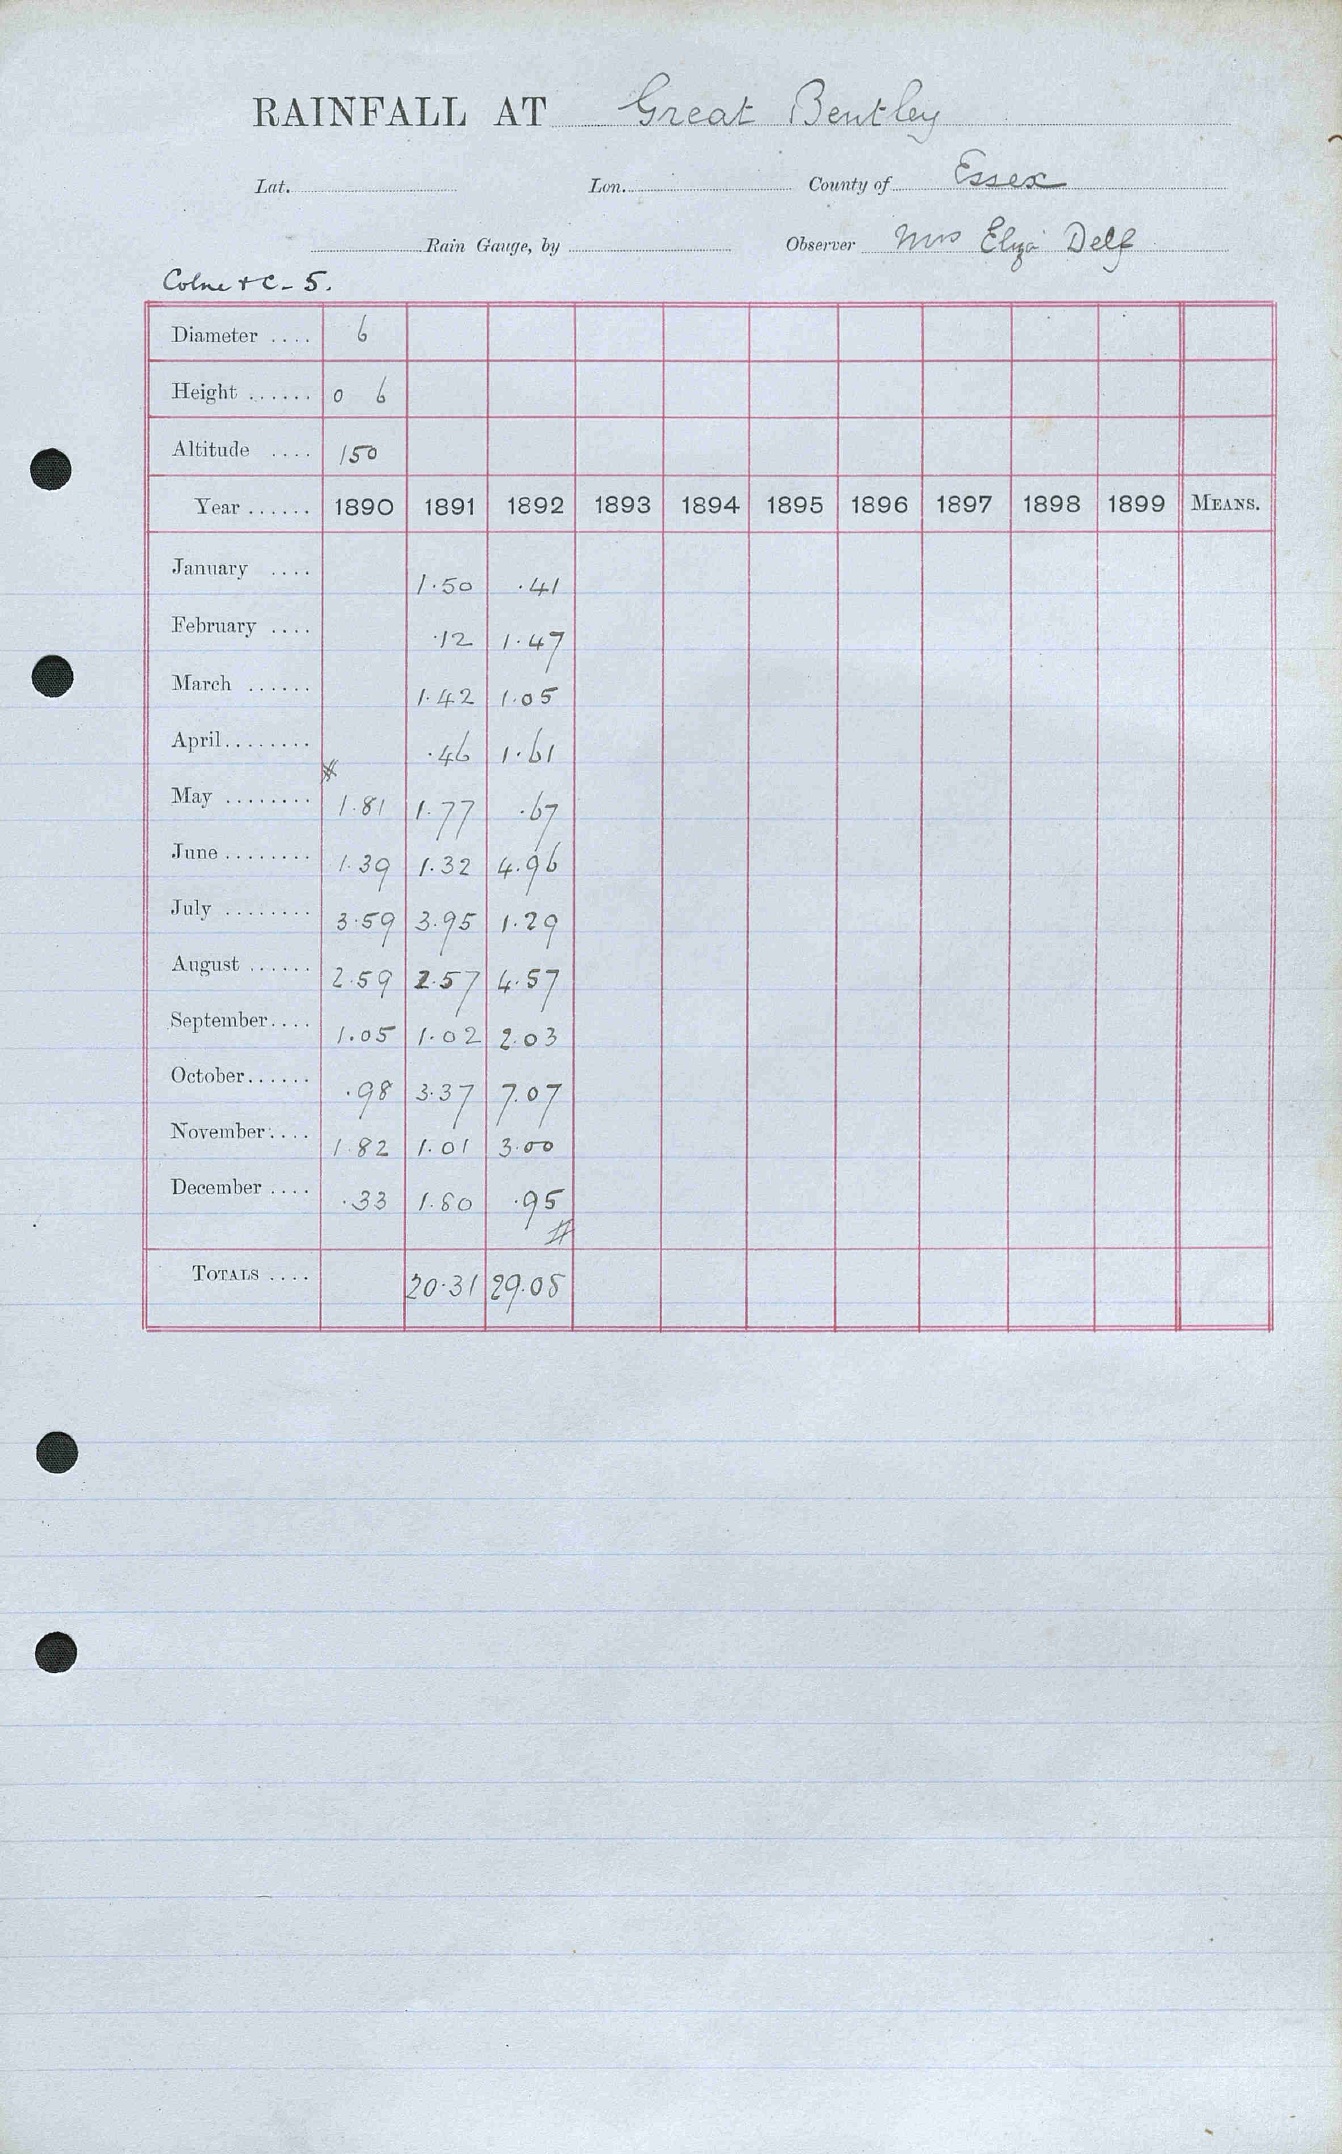 RAINFALL AT Great Bentley
Lat. Lon. County of Essex
Rain Gauge, by Observer Mrs Eliza Delf
Colne & C - 5.
Diameter .... 6
Height ...... 0 6
Altitude .... 150
Year ...... 1890 1891 1892 1893 1894 1895 1896 1897 1898 1899 MEANS.
January .... 1.50 .41
February .... .12 1.47
March ...... 1.42 1.05
April........ .46 1.61
May ........ 1.81 1.77 .67
June ........ 1.39 1.32 4.96
July ........ 3.59 3.95 1.29
August ...... 2.59 2.57 4.57
September.... 1.05 1.02 2.03
October...... .98 3.37 7.07
November.... 1.82 1.01 3.00
December .... .33 1.80 .95
TOTALS .... 20.31 29.08